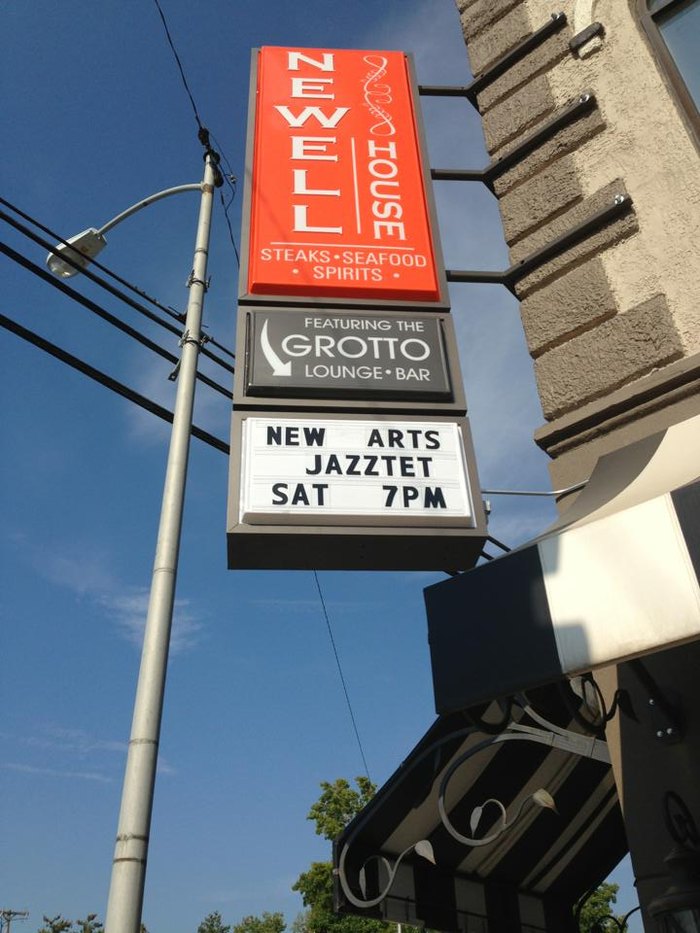 NEWELL
HOUSE
STEAKS • SEAFOOD
• SPIRITS •
FEATURING THE
GROTTO
LOUNGE • BAR
NEW ARTS
JAZZTET
SAT 7PM